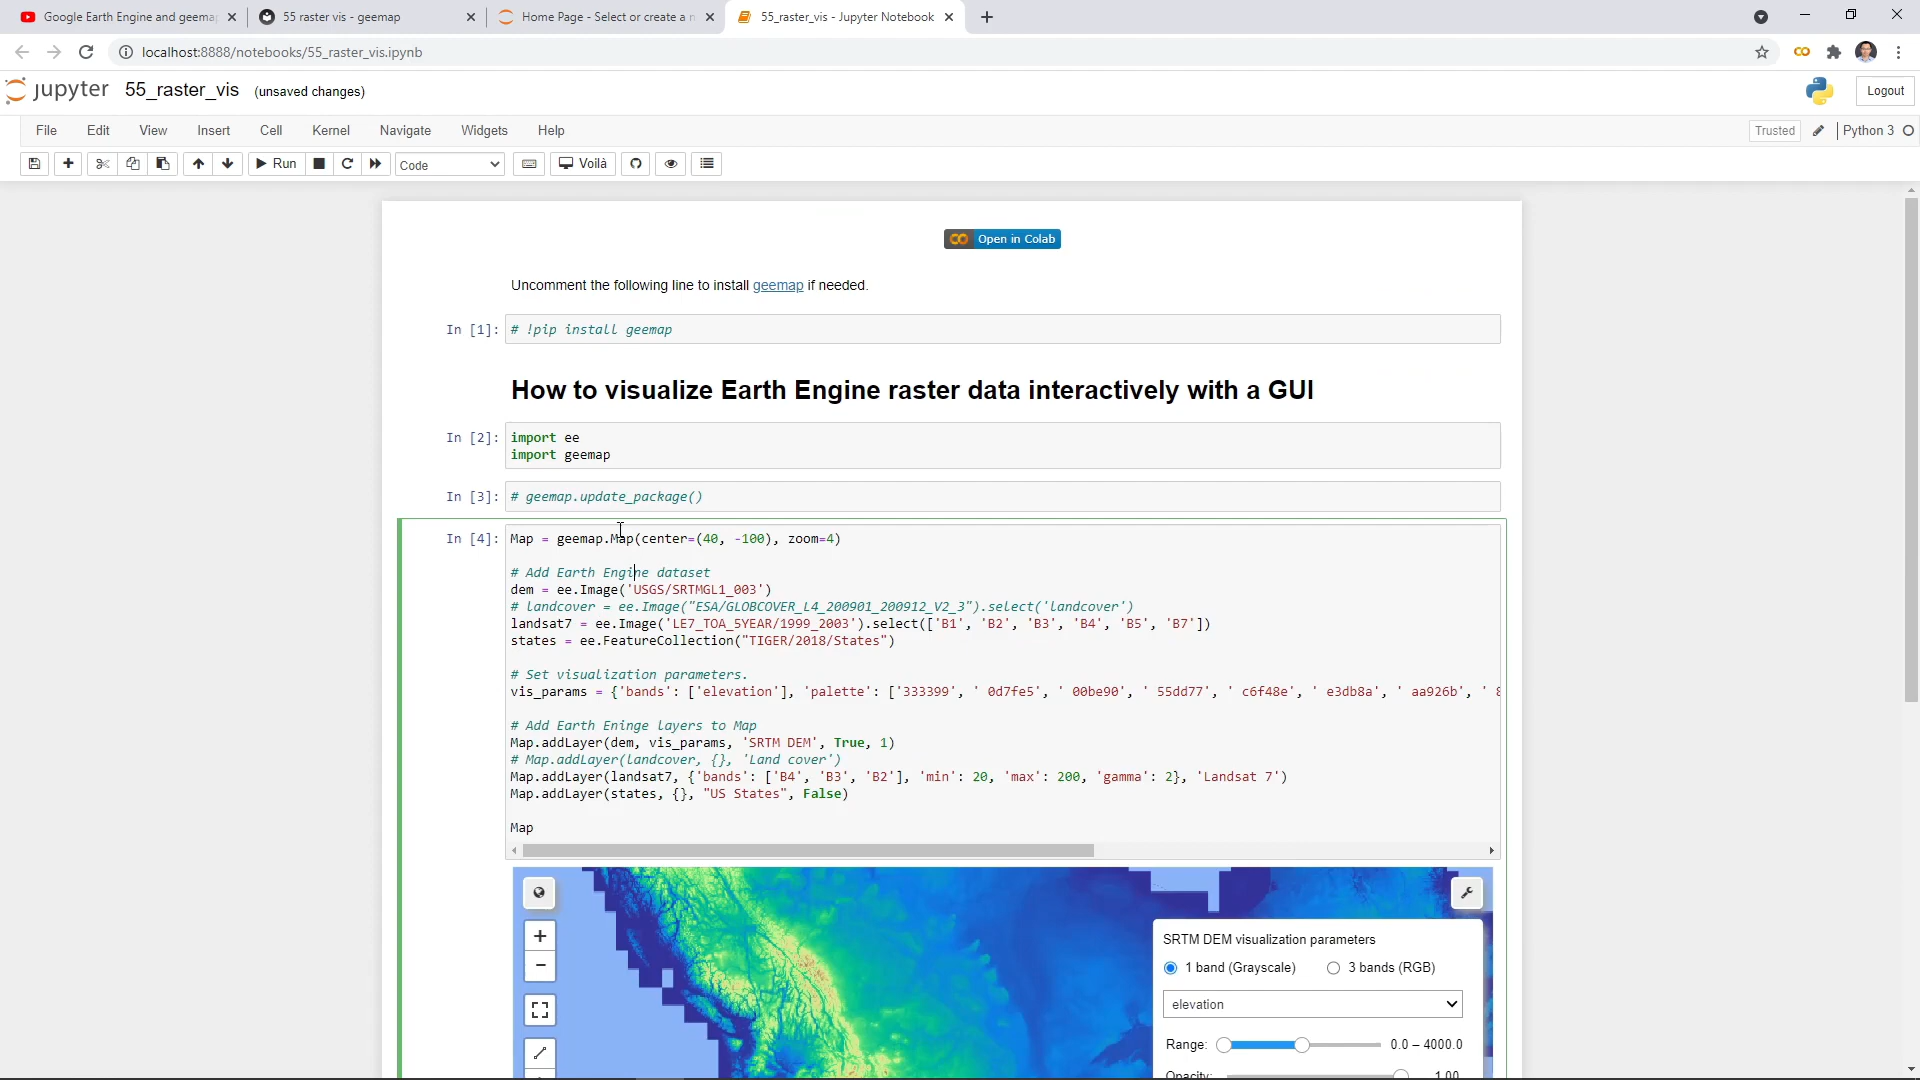 Google Earth Engine and geema
55 raster vis - geemap
Home Page - Select or create a n
55_raster_vis - Jupyter Notebook
localhost:8888/notebooks/55_raster_vis.ipynb
jupyter 55_raster_vis (unsaved changes)
Logout
File Edit View Insert Cell Kernel Navigate Widgets Help
Trusted Python 3
Run Code Voilà
Open in Colab
Uncomment the following line to install geemap if needed.
In [1]: # !pip install geemap
How to visualize Earth Engine raster data interactively with a GUI
In [2]: import ee
import geemap
In [3]: # geemap.update_package()
In [4]: Map = geemap.Map(center=(40, -100), zoom=4)
# Add Earth Engine dataset
dem = ee.Image('USGS/SRTMGL1_003')
# landcover = ee.Image("ESA/GLOBCOVER_L4_200901_200912_V2_3").select('landcover')
landsat7 = ee.Image('LE7_TOA_5YEAR/1999_2003').select(['B1', 'B2', 'B3', 'B4', 'B5', 'B7'])
states = ee.FeatureCollection("TIGER/2018/States")
# Set visualization parameters.
vis_params = {'bands': ['elevation'], 'palette': ['333399', ' 0d7fe5', ' 00be90', ' 55dd77', ' c6f48e', ' e3db8a', ' aa926b', '
# Add Earth Eninge layers to Map
Map.addLayer(dem, vis_params, 'SRTM DEM', True, 1)
# Map.addLayer(landcover, {}, 'Land cover')
Map.addLayer(landsat7, {'bands': ['B4', 'B3', 'B2'], 'min': 20, 'max': 200, 'gamma': 2}, 'Landsat 7')
Map.addLayer(states, {}, "US States", False)
Map
SRTM DEM visualization parameters
1 band (Grayscale) 3 bands (RGB)
elevation
Range: 0.0 – 4000.0
Opacity: 1.00